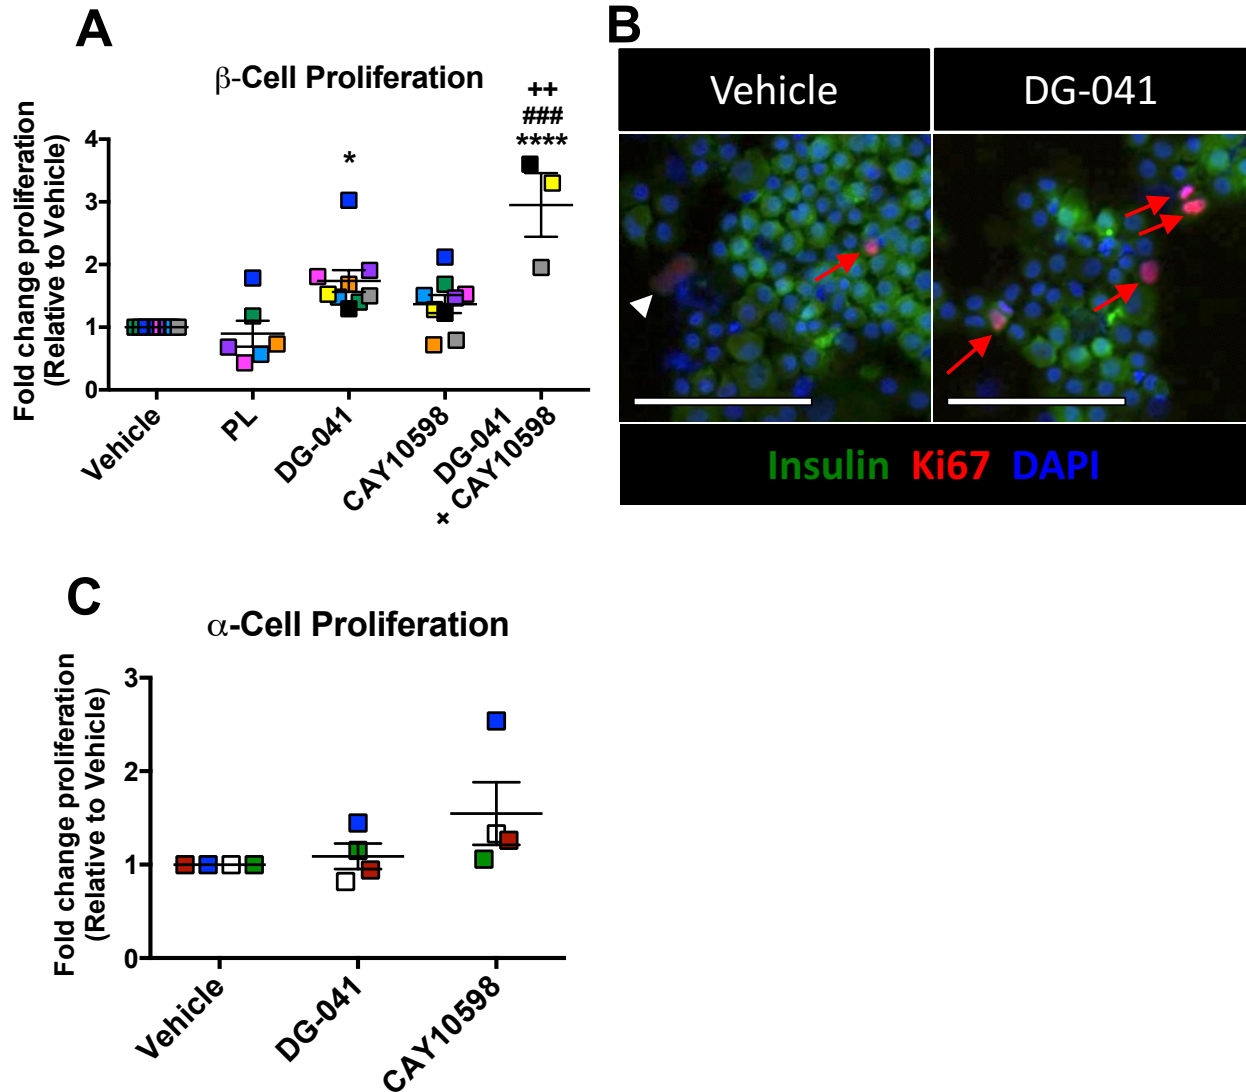 A
β-Cell Proliferation
Fold change proliferation
(Relative to Vehicle)
4
3
2
1
0
*
++
###
****
Vehicle
PL
DG-041
CAY10598
DG-041
+ CAY10598
B
Vehicle
DG-041
Insulin Ki67 DAPI
C
α-Cell Proliferation
Fold change proliferation
(Relative to Vehicle)
3
2
1
0
Vehicle
DG-041
CAY10598